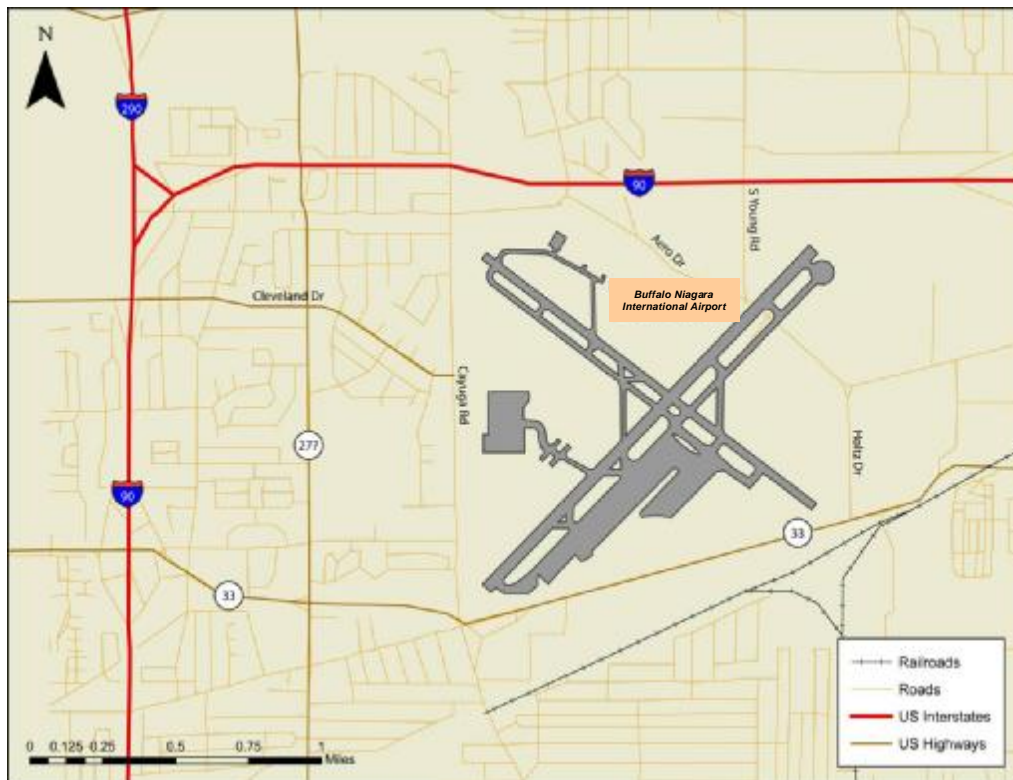 N
290
90
S Young Rd
Aero Dr
Buffalo Niagara
International Airport
Cleveland Dr
Cayuga Rd
277
Holtz Dr
90
33
33
Railroads
Roads
US Interstates
US Highways
0 0.125 0.25 0.5 0.75 1
Miles